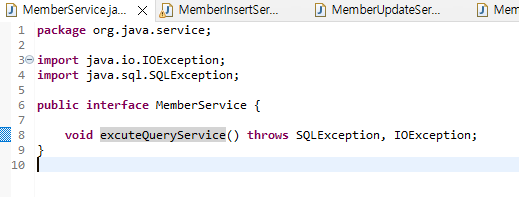 MemberService.ja... MemberInsertSer... MemberUpdateSer... Mem
1 package org.java.service;
2
3 import java.io.IOException;
4 import java.sql.SQLException;
5
6 public interface MemberService {
7
8 void excuteQueryService() throws SQLException, IOException;
9 }
10